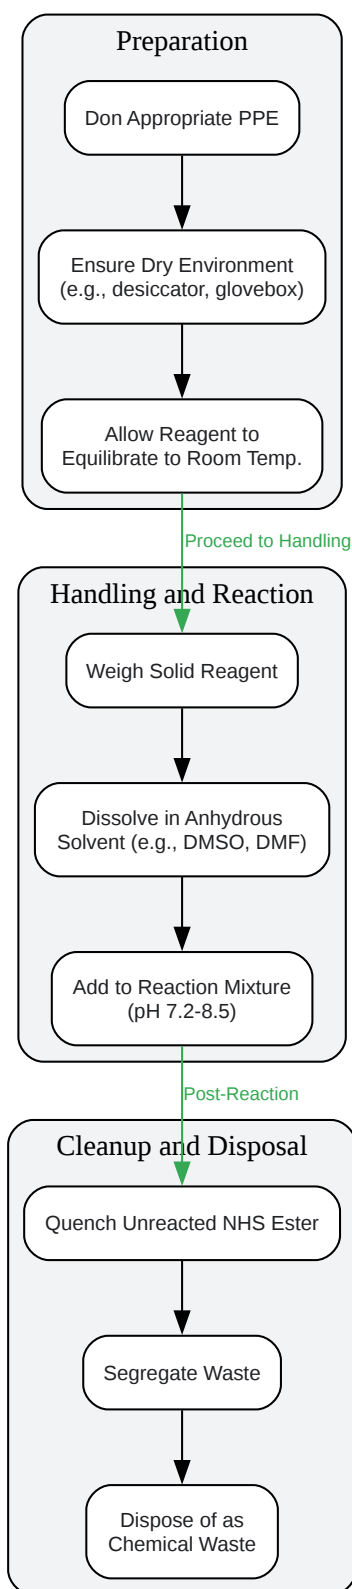 Preparation
Don Appropriate PPE
Ensure Dry Environment
(e.g., desiccator, glovebox)
Allow Reagent to
Equilibrate to Room Temp.
Proceed to Handling
Handling and Reaction
Weigh Solid Reagent
Dissolve in Anhydrous
Solvent (e.g., DMSO, DMF)
Add to Reaction Mixture
(pH 7.2-8.5)
Post-Reaction
Cleanup and Disposal
Quench Unreacted NHS Ester
Segregate Waste
Dispose of as
Chemical Waste